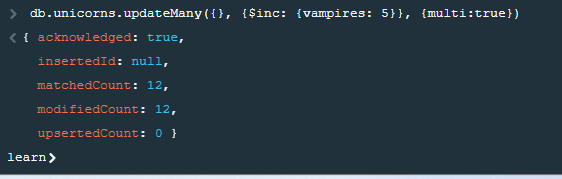 > db.unicorns.updateMany({}, {$inc: {vampires: 5}}, {multi:true})
< { acknowledged: true,
insertedId: null,
matchedCount: 12,
modifiedCount: 12,
upsertedCount: 0 }
learn>